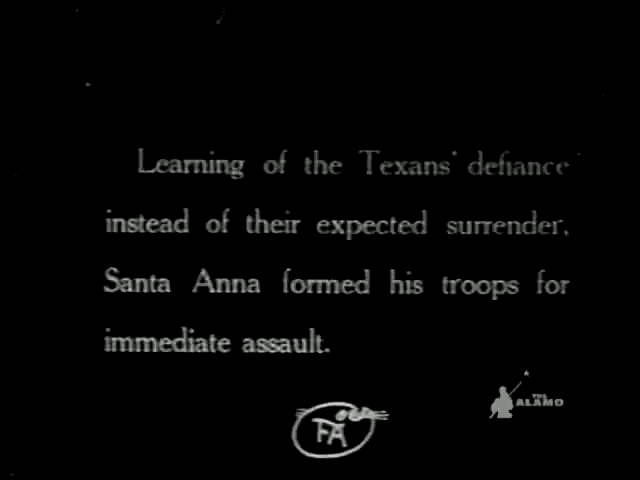 Learning of the Texans' defiance
instead of their expected surrender,
Santa Anna formed his troops for
immediate assault.
THE
ALAMO
FA